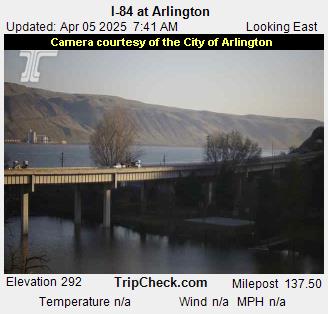 I-84 at Arlington
Updated: Apr 05 2025 7:41 AM Looking East
Camera courtesy of the City of Arlington
Elevation 292 TripCheck.com Milepost 137.50
Temperature n/a Wind n/a MPH n/a